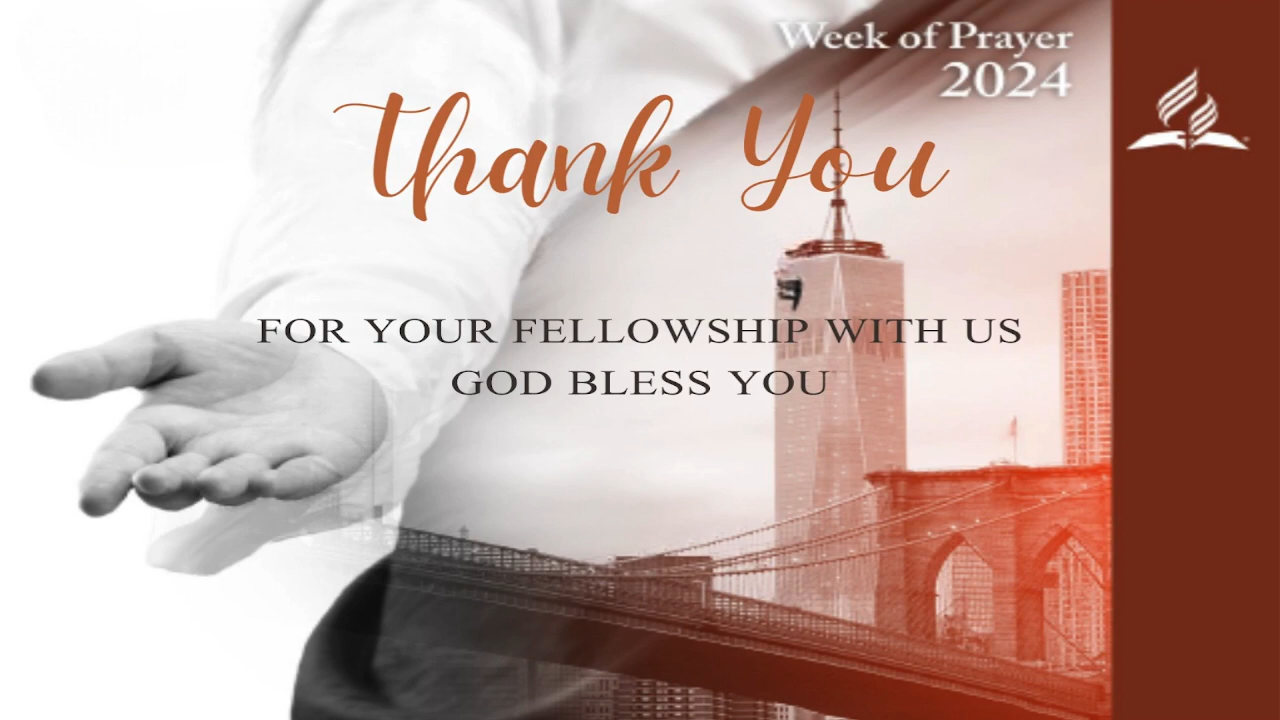 Week of Prayer
2024
Thank You
FOR YOUR FELLOWSHIP WITH US
GOD BLESS YOU